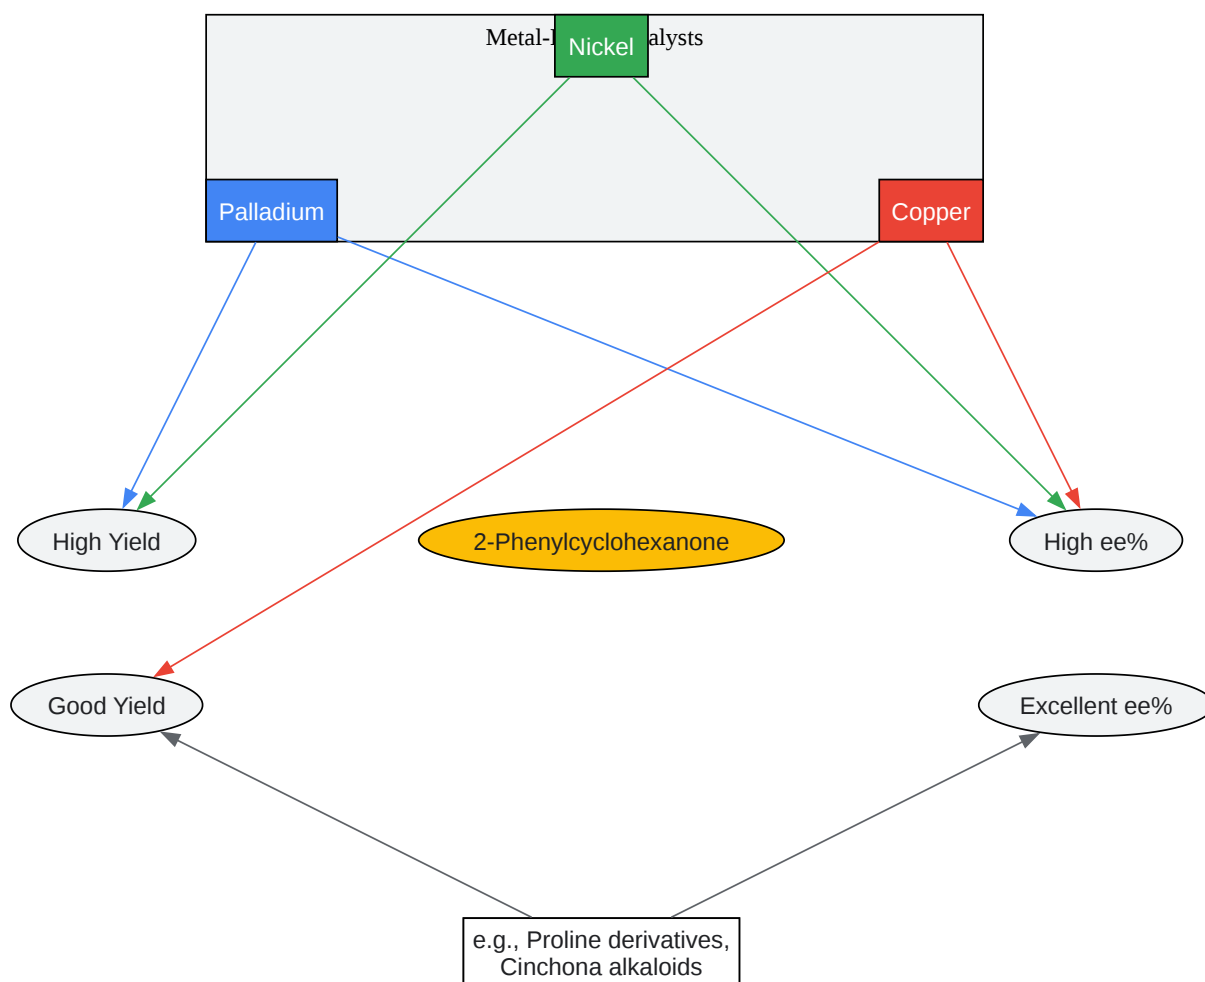 Nickel
Palladium
Copper
High Yield
2-Phenylcyclohexanone
High ee%
Good Yield
Excellent ee%
e.g., Proline derivatives,
Cinchona alkaloids